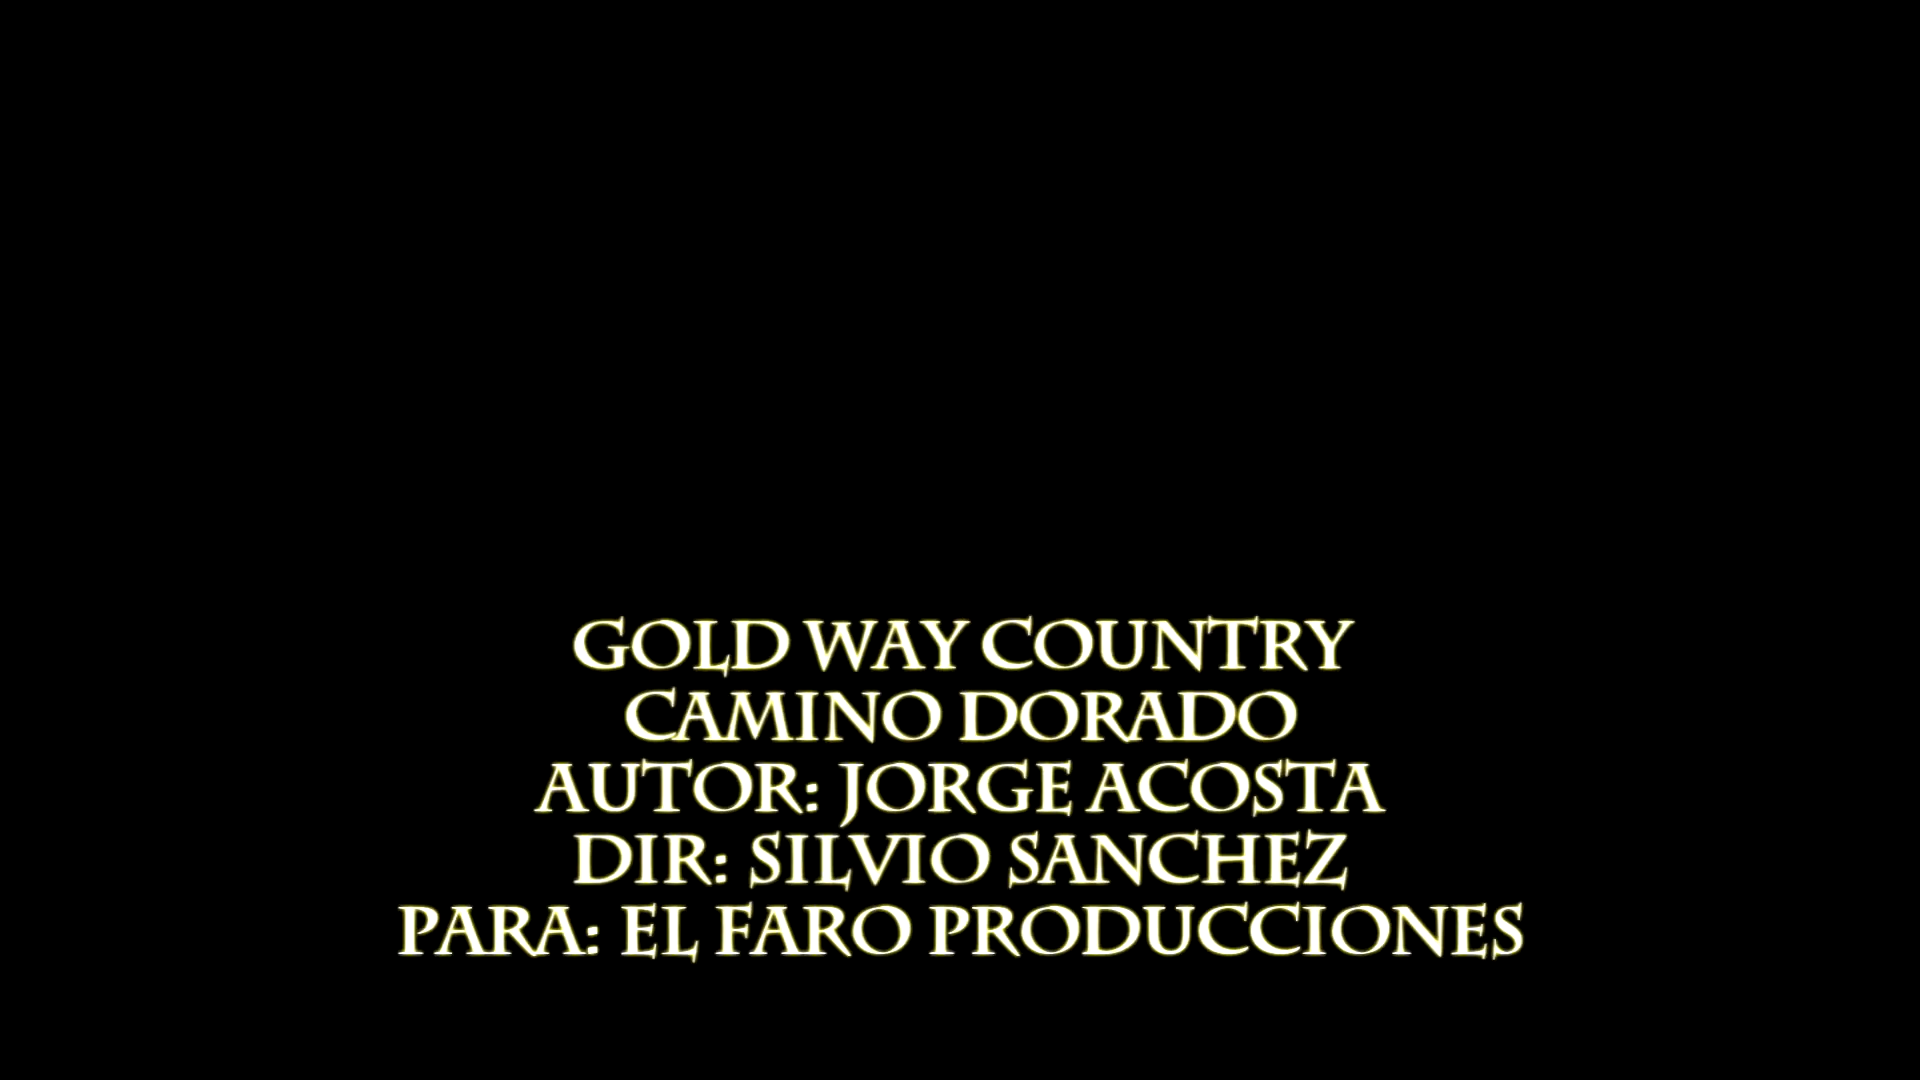 GOLD WAY COUNTRY
CAMINO DORADO
AUTOR: JORGE ACOSTA
DIR: SILVIO SANCHEZ
PARA: EL FARO PRODUCCIONES